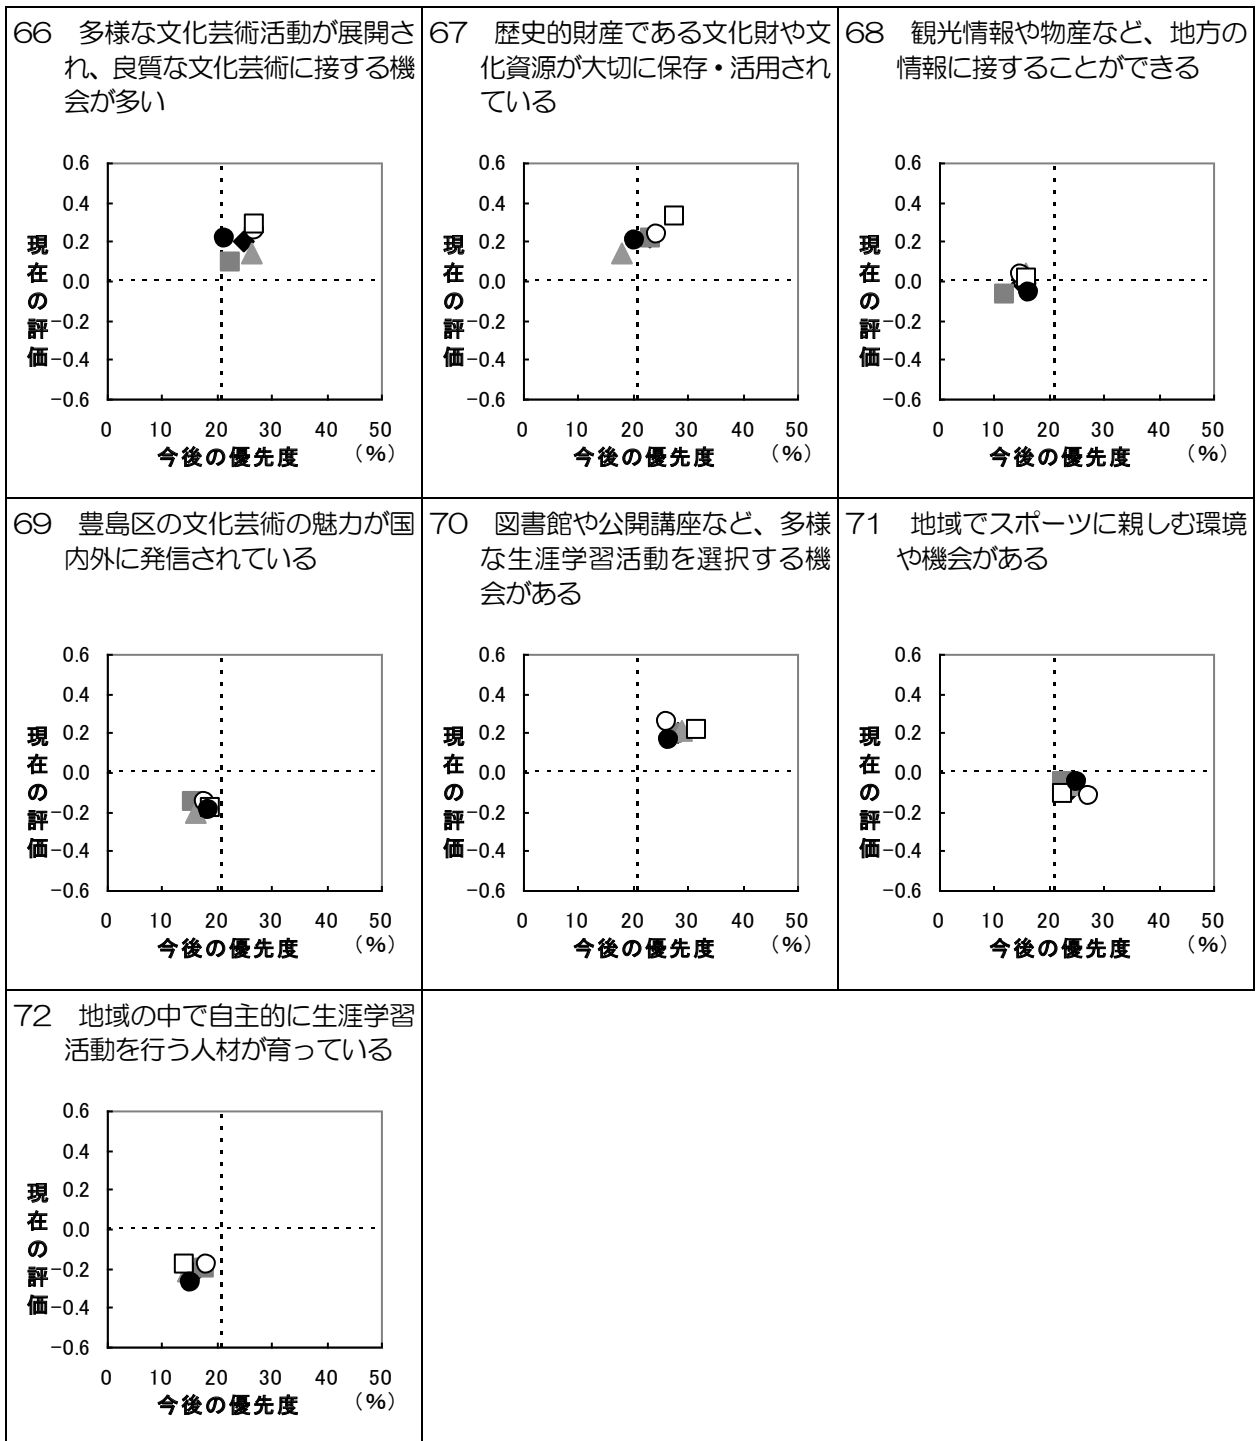 66　多様な文化芸術活動が展開さ
れ、良質な文化芸術に接する機
会が多い
0.6
0.4
0.2
0.0
-0.2
-0.4
-0.6
現在の評価
0 10 20 30 40 50
今後の優先度 （%）
67　歴史的財産である文化財や文
化資源が大切に保存・活用され
ている
0.6
0.4
0.2
0.0
-0.2
-0.4
-0.6
現在の評価
0 10 20 30 40 50
今後の優先度 （%）
68　観光情報や物産など、地方の
情報に接することができる
0.6
0.4
0.2
0.0
-0.2
-0.4
-0.6
現在の評価
0 10 20 30 40 50
今後の優先度 （%）
69　豊島区の文化芸術の魅力が国
内外に発信されている
0.6
0.4
0.2
0.0
-0.2
-0.4
-0.6
現在の評価
0 10 20 30 40 50
今後の優先度 （%）
70　図書館や公開講座など、多様
な生涯学習活動を選択する機
会がある
0.6
0.4
0.2
0.0
-0.2
-0.4
-0.6
現在の評価
0 10 20 30 40 50
今後の優先度 （%）
71　地域でスポーツに親しむ環境
や機会がある
0.6
0.4
0.2
0.0
-0.2
-0.4
-0.6
現在の評価
0 10 20 30 40 50
今後の優先度 （%）
72　地域の中で自主的に生涯学習
活動を行う人材が育っている
0.6
0.4
0.2
0.0
-0.2
-0.4
-0.6
現在の評価
0 10 20 30 40 50
今後の優先度 （%）